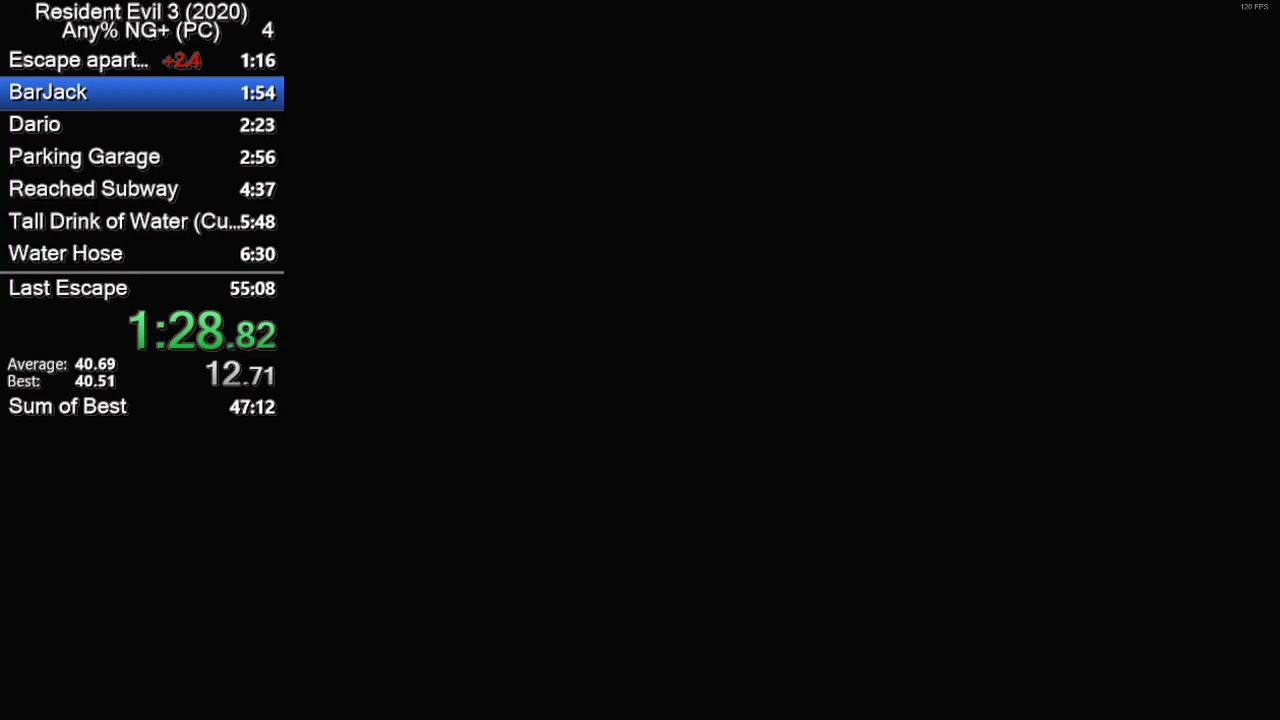 Resident Evil 3 (2020)
Any% NG+ (PC) 4
Escape apart... +2.4 1:16
BarJack 1:54
Dario 2:23
Parking Garage 2:56
Reached Subway 4:37
Tall Drink of Water (Cu... 5:48
Water Hose 6:30
Last Escape 55:08
1:28.82
Average: 40.69
Best: 40.51
12.71
Sum of Best 47:12
120 FPS